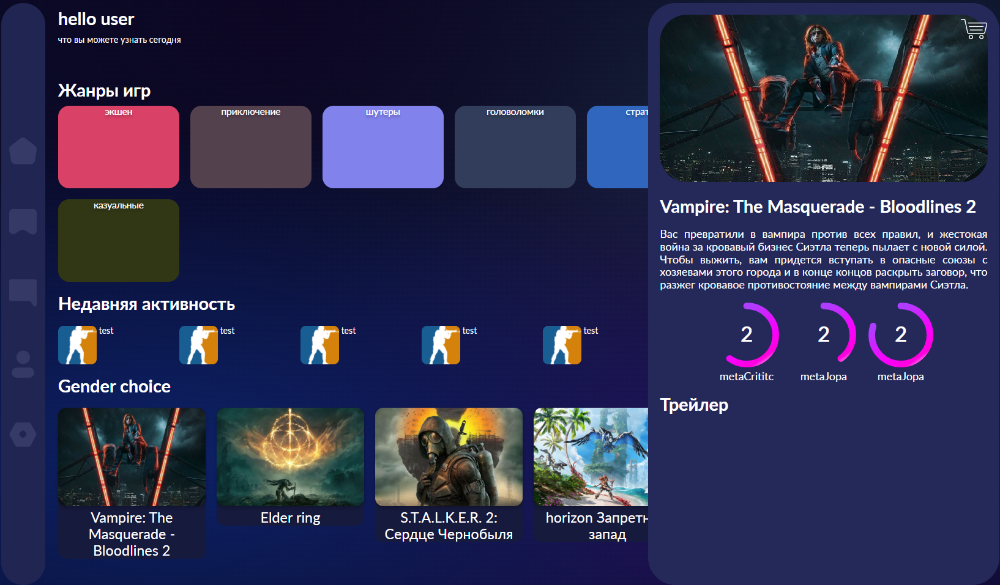 hello user
что вы можете узнать сегодня
Жанры игр
экшен
приключение
шутеры
головоломки
страт
казуальные
Недавняя активность
test
test
test
test
test
Gender choice
Vampire: The
Masquerade -
Bloodlines 2
Elder ring
S.T.A.L.K.E.R. 2:
Сердце Чернобыля
horizon Запретн
запад
Vampire: The Masquerade - Bloodlines 2
Вас превратили в вампира против всех правил, и жестокая
война за кровавый бизнес Сиэтла теперь пылает с новой силой.
Чтобы выжить, вам придется вступать в опасные союзы с
хозяевами этого города и в конце концов раскрыть заговор, что
разжег кровавое противостояние между вампирами Сиэтла.
2
metaCrititc
2
metaJopa
2
metaJopa
Трейлер